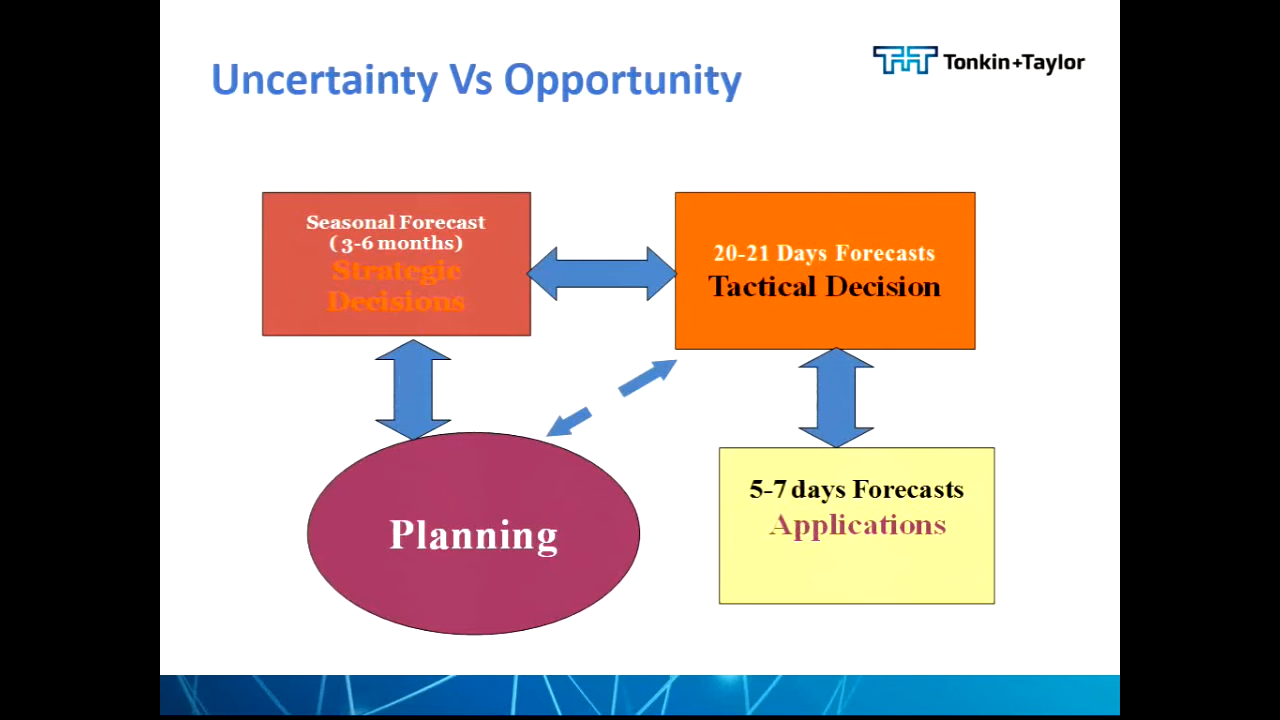 Uncertainty Vs Opportunity
Tonkin+Taylor
Seasonal Forecast
( 3-6 months)
Strategic
Decisions
20-21 Days Forecasts
Tactical Decision
Planning
5-7 days Forecasts
Applications